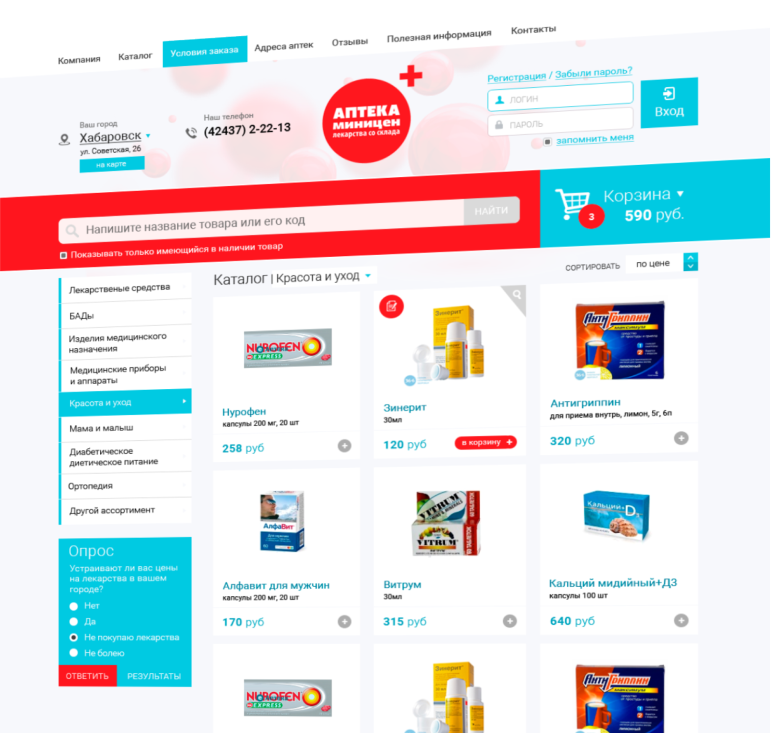 Компания
Каталог
Условия заказа
Адреса аптек
Отзывы
Полезная информация
Контакты
Ваш город
Хабаровск
ул. Советская, 26
на карте
Наш телефон
(42437) 2-22-13
АПТЕКА
миницен
лекарства со склада
Регистрация / Забыли пароль?
ЛОГИН
ПАРОЛЬ
запомнить меня
Вход
Напишите название товара или его код
НАЙТИ
Показывать только имеющийся в наличии товар
Корзина
3
590 руб.
Лекарственые средства
БАДы
Изделия медицинского
назначения
Медицинские приборы
и аппараты
Красота и уход
Мама и малыш
Диабетическое
диетическое питание
Ортопедия
Другой ассортимент
Опрос
Устраивают ли вас цены
на лекарства в вашем
городе?
Нет
Да
Не покупаю лекарства
Не болею
ОТВЕТИТЬ
РЕЗУЛЬТАТЫ
Каталог | Красота и уход
СОРТИРОВАТЬ
по цене
NUROFEN
EXPRESS
Нурофен
капсулы 200 мг, 20 шт
258 руб
Зинерит
Зинерит
30мл
120 руб
в корзину +
АнтиГриппин
максимум
Антигриппин
для приема внутрь, лимон, 5г, 6п
320 руб
АлфаВит
Алфавит для мужчин
капсулы 200 мг, 20 шт
170 руб
VITRUM
VITRUM
Витрум
30мл
315 руб
Кальций+D3
Кальций мидийный+Д3
капсулы 100 шт
640 руб
NUROFEN
EXPRESS
Зинерит
АнтиГриппин
максимум